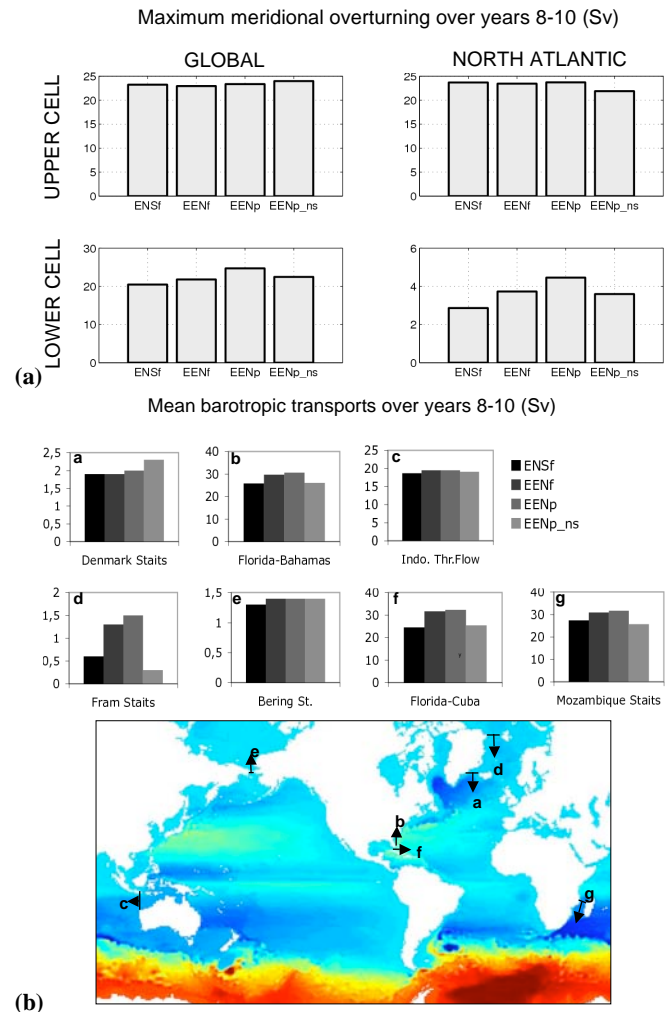 Maximum meridional overturning over years 8-10 (Sv)
GLOBAL
NORTH ATLANTIC
UPPER CELL
25
20
15
10
5
0
ENSf EENf EENp EENp_ns
25
20
15
10
5
0
ENSf EENf EENp EENp_ns
LOWER CELL
30
20
10
0
ENSf EENf EENp EENp_ns
6
4
2
0
ENSf EENf EENp EENp_ns
(a)
Mean barotropic transports over years 8-10 (Sv)
a
2,5
2
1,5
1
0,5
0
Denmark Staits
b
40
30
20
10
0
Florida-Bahamas
c
25
20
15
10
5
0
Indo. Thr.Flow
ENSf
EENf
EENp
EENp_ns
d
2
1,5
1
0,5
0
Fram Staits
e
1,5
1
0,5
0
Bering St.
f
40
30
20
10
0
Florida-Cuba
g
40
30
20
10
0
Mozambique Staits
e
d
a
b
f
c
g
(b)